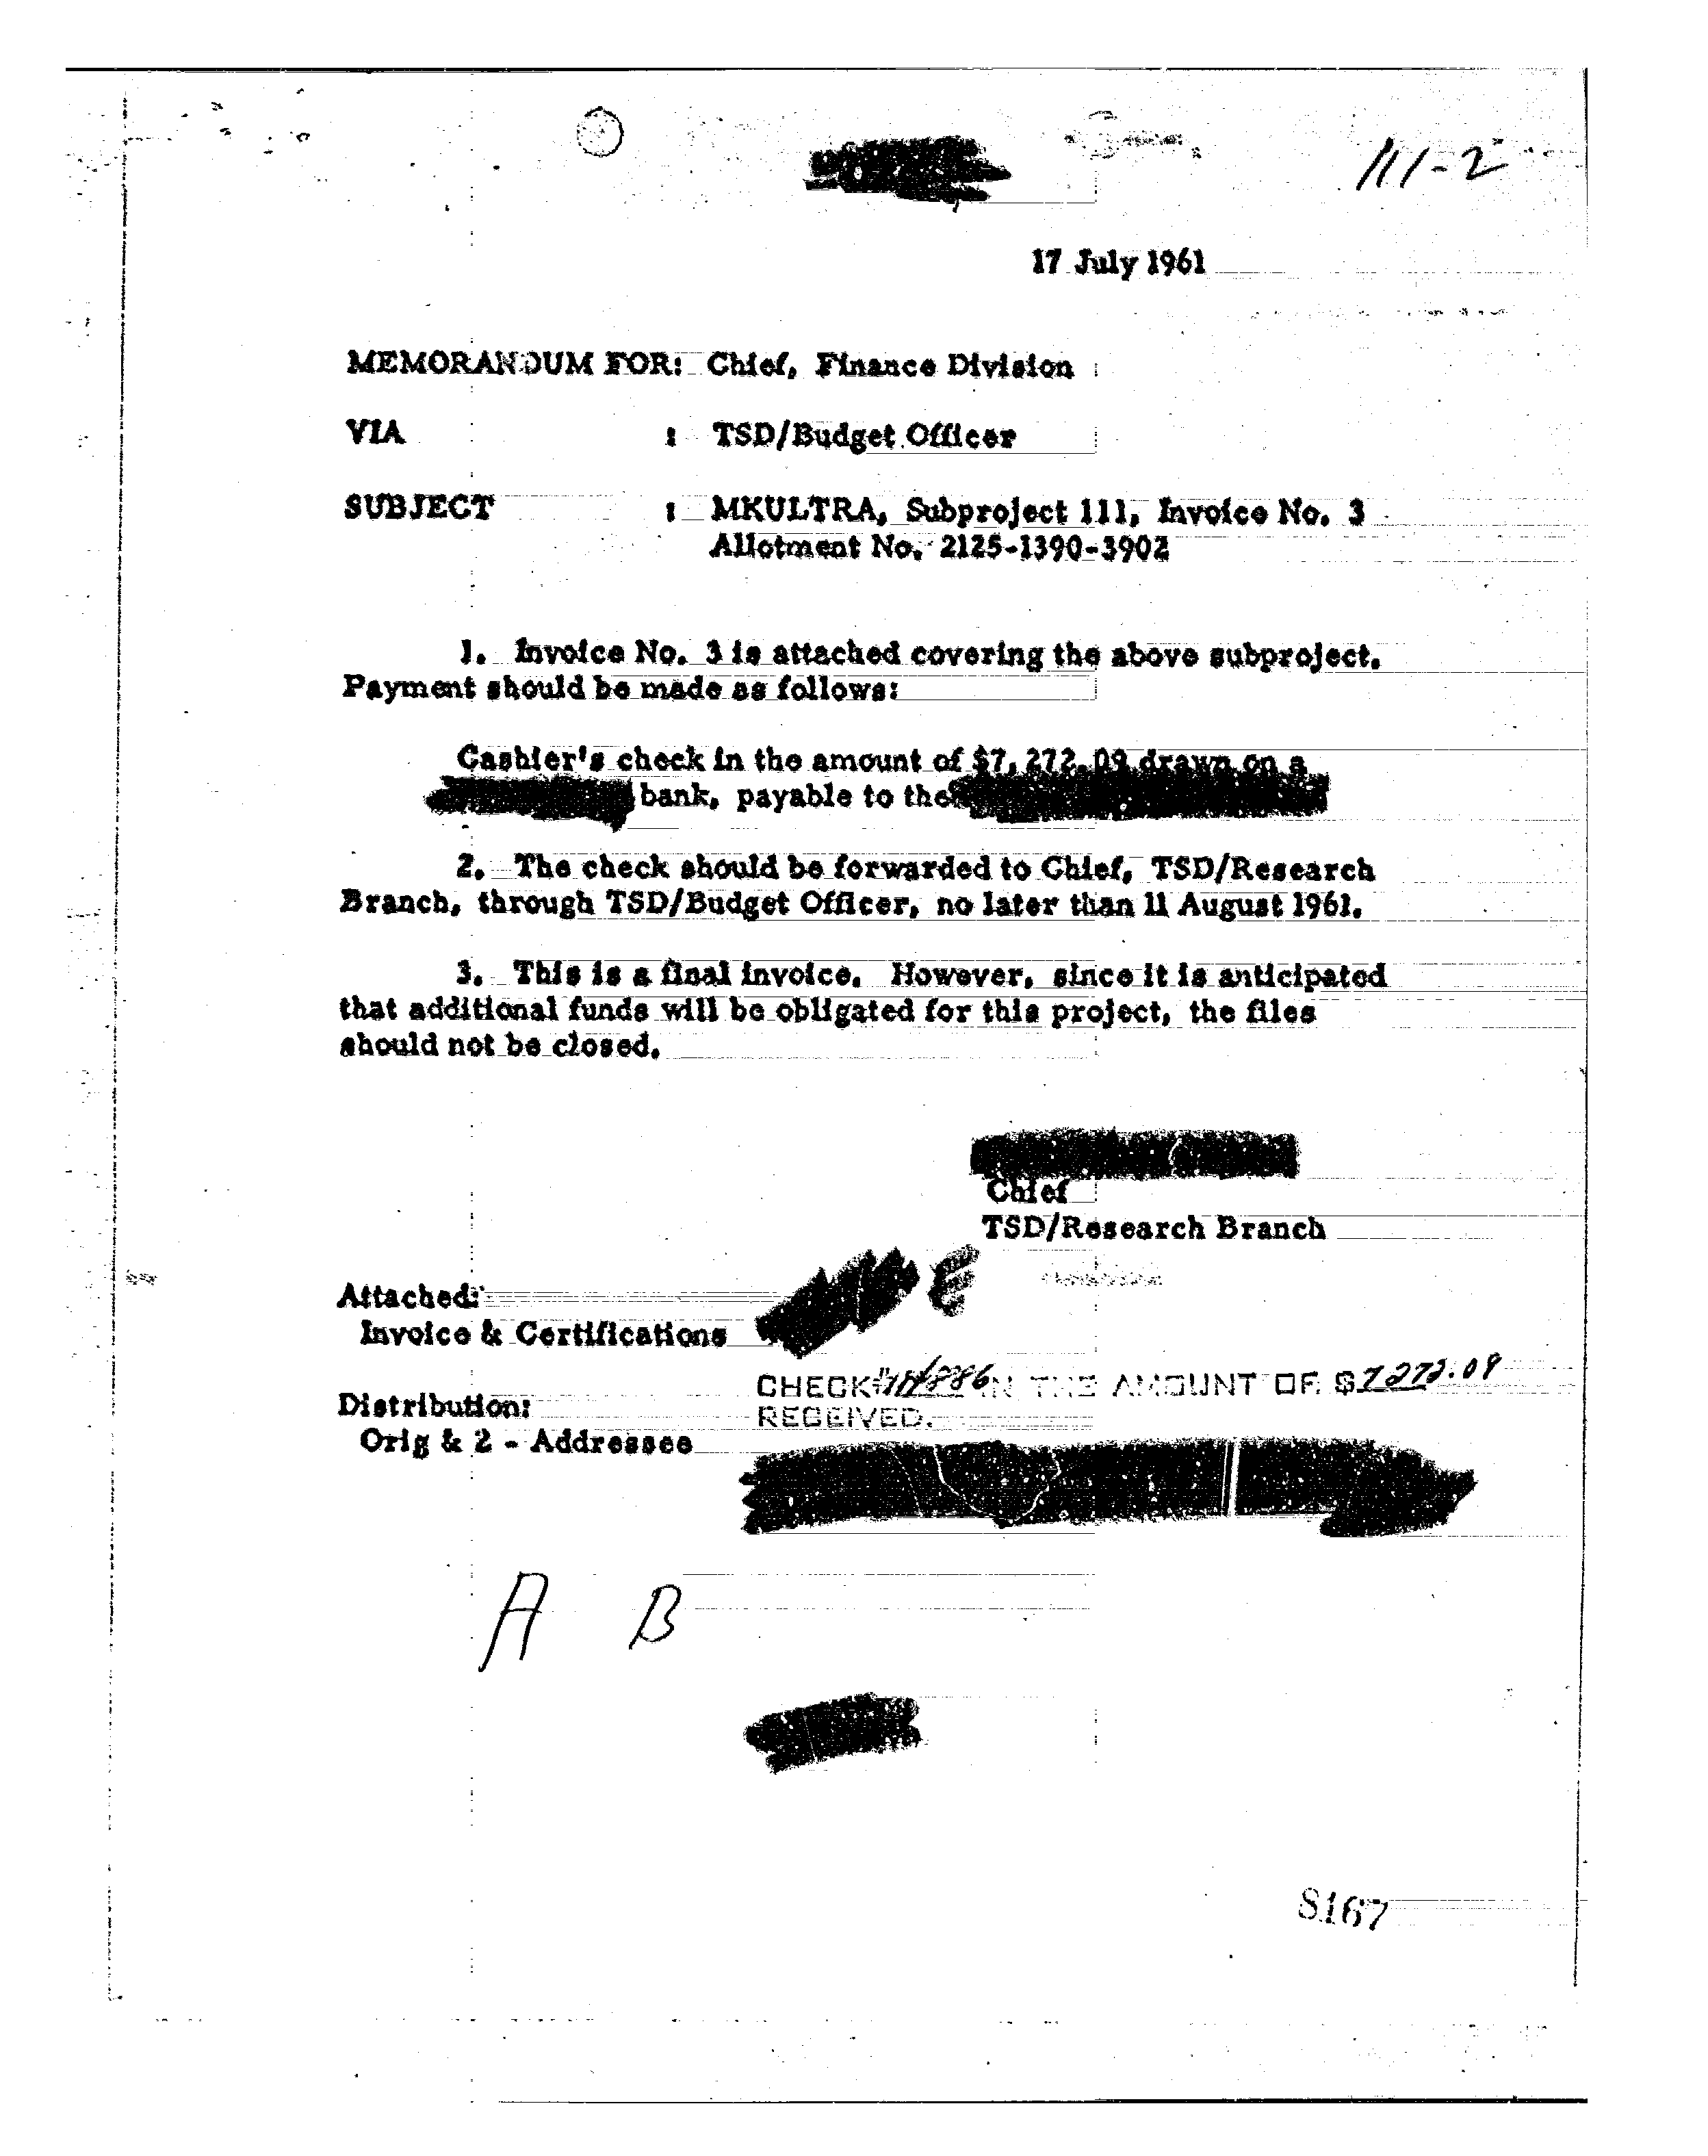 111-2
17 July 1961
MEMORANDUM FOR: Chief, Finance Division
VIA : TSD/Budget Officer
SUBJECT : MKULTRA, Subproject 111, Invoice No. 3
Allotment No. 2125-1390-3902
1. Invoice No. 3 is attached covering the above subproject.
Payment should be made as follows:
Cashier's check in the amount of $7,272.09 drawn on a
bank, payable to the
2. The check should be forwarded to Chief, TSD/Research
Branch, through TSD/Budget Officer, no later than 11 August 1961.
3. This is a final invoice. However, since it is anticipated
that additional funds will be obligated for this project, the files
should not be closed.
Chief
TSD/Research Branch
Attached:
Invoice & Certifications
CHECK IN THE AMOUNT OF $7272.09
RECEIVED.
Distribution:
Orig & 2 - Addressee
A B
8167